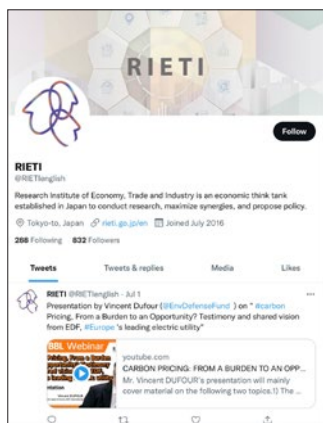 RIETI
Follow
RIETI
@RIETIenglish
Research Institute of Economy, Trade and Industry is an economic think tank
established in Japan to conduct research, maximize synergies, and propose policy.
Tokyo-to, Japan rieti.go.jp/en Joined July 2016
268 Following 832 Followers
Tweets Tweets & replies Media Likes
RIETI @RIETIenglish · Jul 1 ...
Presentation by Vincent Dufour (@EnvDefenseFund ) on " #carbon
Pricing, From a Burden to an Opportunity? Testimony and shared vision
from EDF, #Europe 's leading electric utility"
BBL Webinar
youtube.com
CARBON PRICING: FROM A BURDEN TO AN OPP...
Mr. Vincent DUFOUR's presentation will mainly
cover material on the following two topics.1) The ...